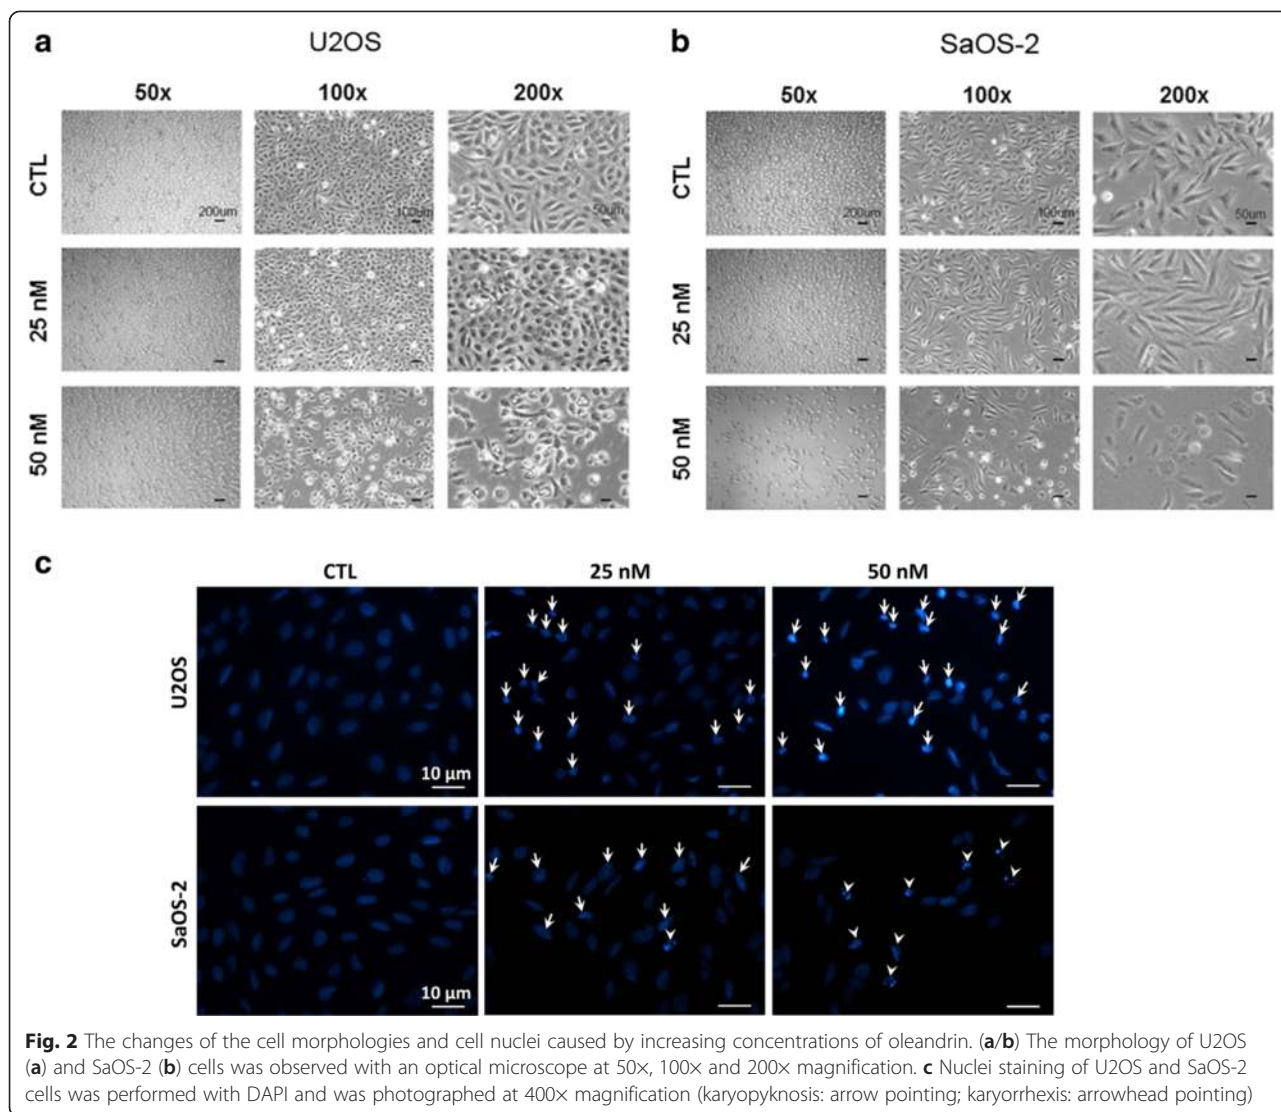 a
U2OS
50x 100x 200x
CTL
200um
100um
50um
25 nM
50 nM
b
SaOS-2
50x 100x 200x
CTL
200um
100um
50um
25 nM
50 nM
c
CTL 25 nM 50 nM
U2OS
10 µm
SaOS-2
10 µm
Fig. 2 The changes of the cell morphologies and cell nuclei caused by increasing concentrations of oleandrin. (a/b) The morphology of U2OS
(a) and SaOS-2 (b) cells was observed with an optical microscope at 50×, 100× and 200× magnification. c Nuclei staining of U2OS and SaOS-2
cells was performed with DAPI and was photographed at 400× magnification (karyopyknosis: arrow pointing; karyorrhexis: arrowhead pointing)